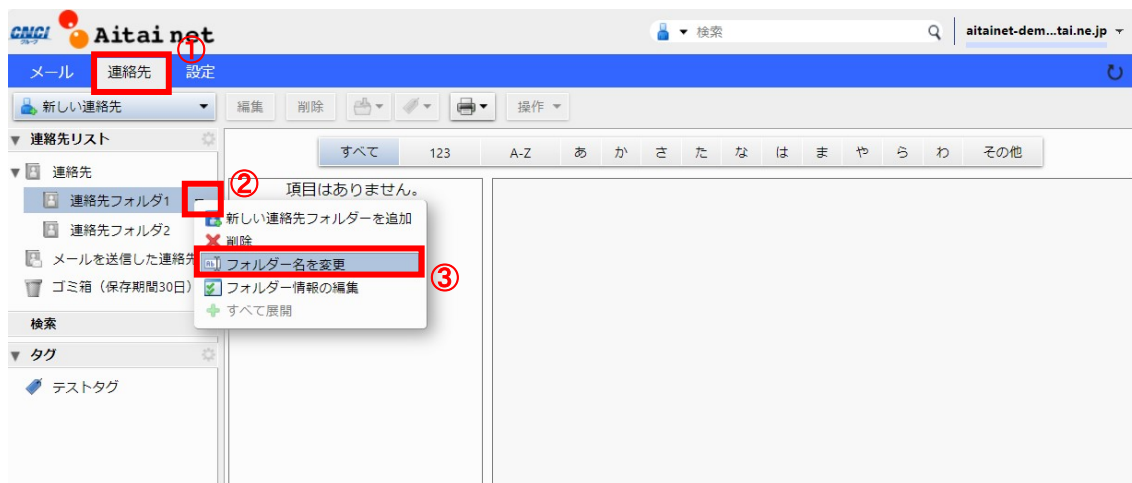 CNCI グループ Aitai net
検索
aitainet-dem...tai.ne.jp
①
メール 連絡先 設定
新しい連絡先 編集 削除 操作
連絡先リスト
すべて 123 A-Z あ か さ た な は ま や ら わ その他
連絡先
②
項目はありません。
連絡先フォルダ1
新しい連絡先フォルダーを追加
連絡先フォルダ2
削除
メールを送信した連絡先
フォルダー名を変更
③
ゴミ箱（保存期間30日）
フォルダー情報の編集
すべて展開
検索
タグ
テストタグ